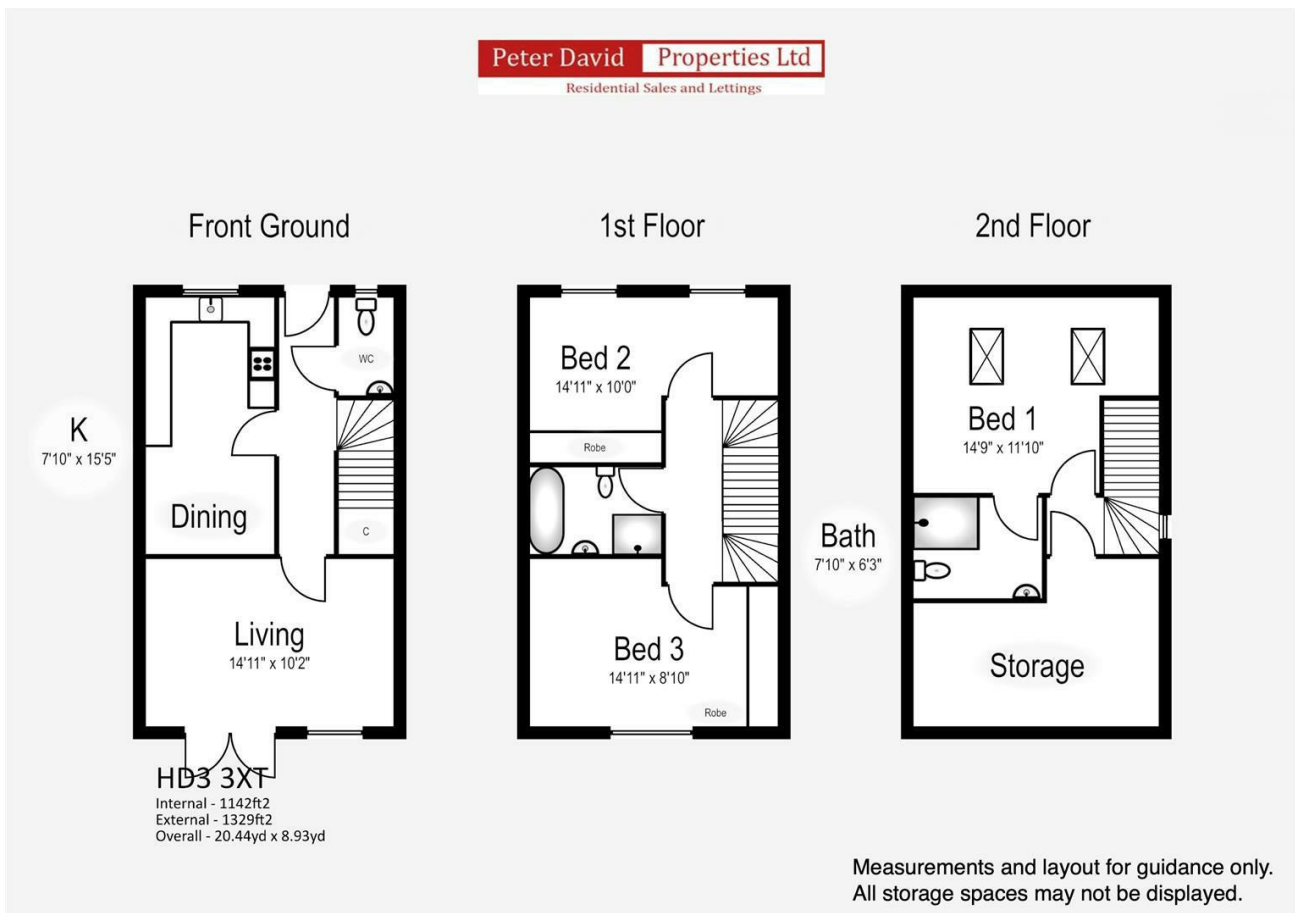 Peter David Properties Ltd
Residential Sales and Lettings
Front Ground
1st Floor
2nd Floor
WC
K
7'10" x 15'5"
Dining
C
Living
14'11" x 10'2"
Bed 2
14'11" x 10'0"
Robe
Bed 3
14'11" x 8'10"
Robe
Bed 1
14'9" x 11'10"
Bath
7'10" x 6'3"
Storage
HD3 3XT
Internal - 1142ft2
External - 1329ft2
Overall - 20.44yd x 8.93yd
Measurements and layout for guidance only.
All storage spaces may not be displayed.